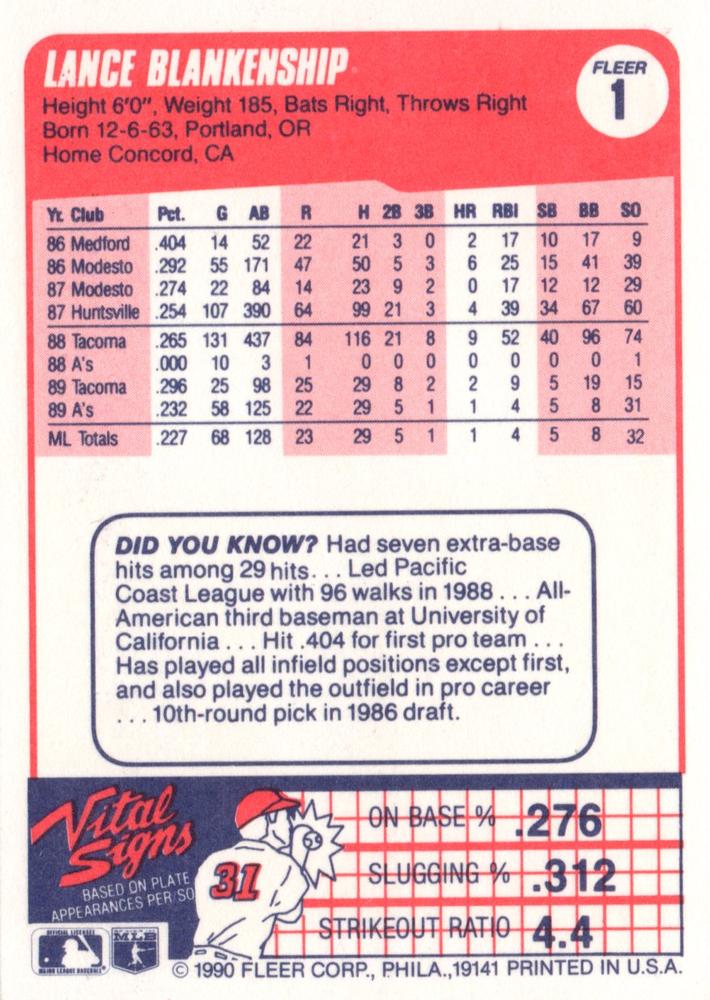 LANCE BLANKENSHIP
FLEER
1
Height 6'0", Weight 185, Bats Right, Throws Right
Born 12-6-63, Portland, OR
Home Concord, CA
Yr. Club Pct. G AB R H 2B 3B HR RBI SB BB SO
86 Medford .404 14 52 22 21 3 0 2 17 10 17 9
86 Modesto .292 55 171 47 50 5 3 6 25 15 41 39
87 Modesto .274 22 84 14 23 9 2 0 17 12 12 29
87 Huntsville .254 107 390 64 99 21 3 4 39 34 67 60
88 Tacoma .265 131 437 84 116 21 8 9 52 40 96 74
88 A's .000 10 3 1 0 0 0 0 0 0 0 1
89 Tacoma .296 25 98 25 29 8 2 2 9 5 19 15
89 A's .232 58 125 22 29 5 1 1 4 5 8 31
ML Totals .227 68 128 23 29 5 1 1 4 5 8 32
DID YOU KNOW? Had seven extra-base
hits among 29 hits. . . Led Pacific
Coast League with 96 walks in 1988 . . . All-
American third baseman at University of
California . . . Hit .404 for first pro team . . .
Has played all infield positions except first,
and also played the outfield in pro career
. . . 10th-round pick in 1986 draft.
Vital
Signs
BASED ON PLATE
APPEARANCES PER SO
31
ON BASE % .276
SLUGGING % .312
STRIKEOUT RATIO 4.4
OFFICIAL LICENSEE
MAJOR LEAGUE BASEBALL
MLB
© 1990 FLEER CORP., PHILA.,19141 PRINTED IN U.S.A.